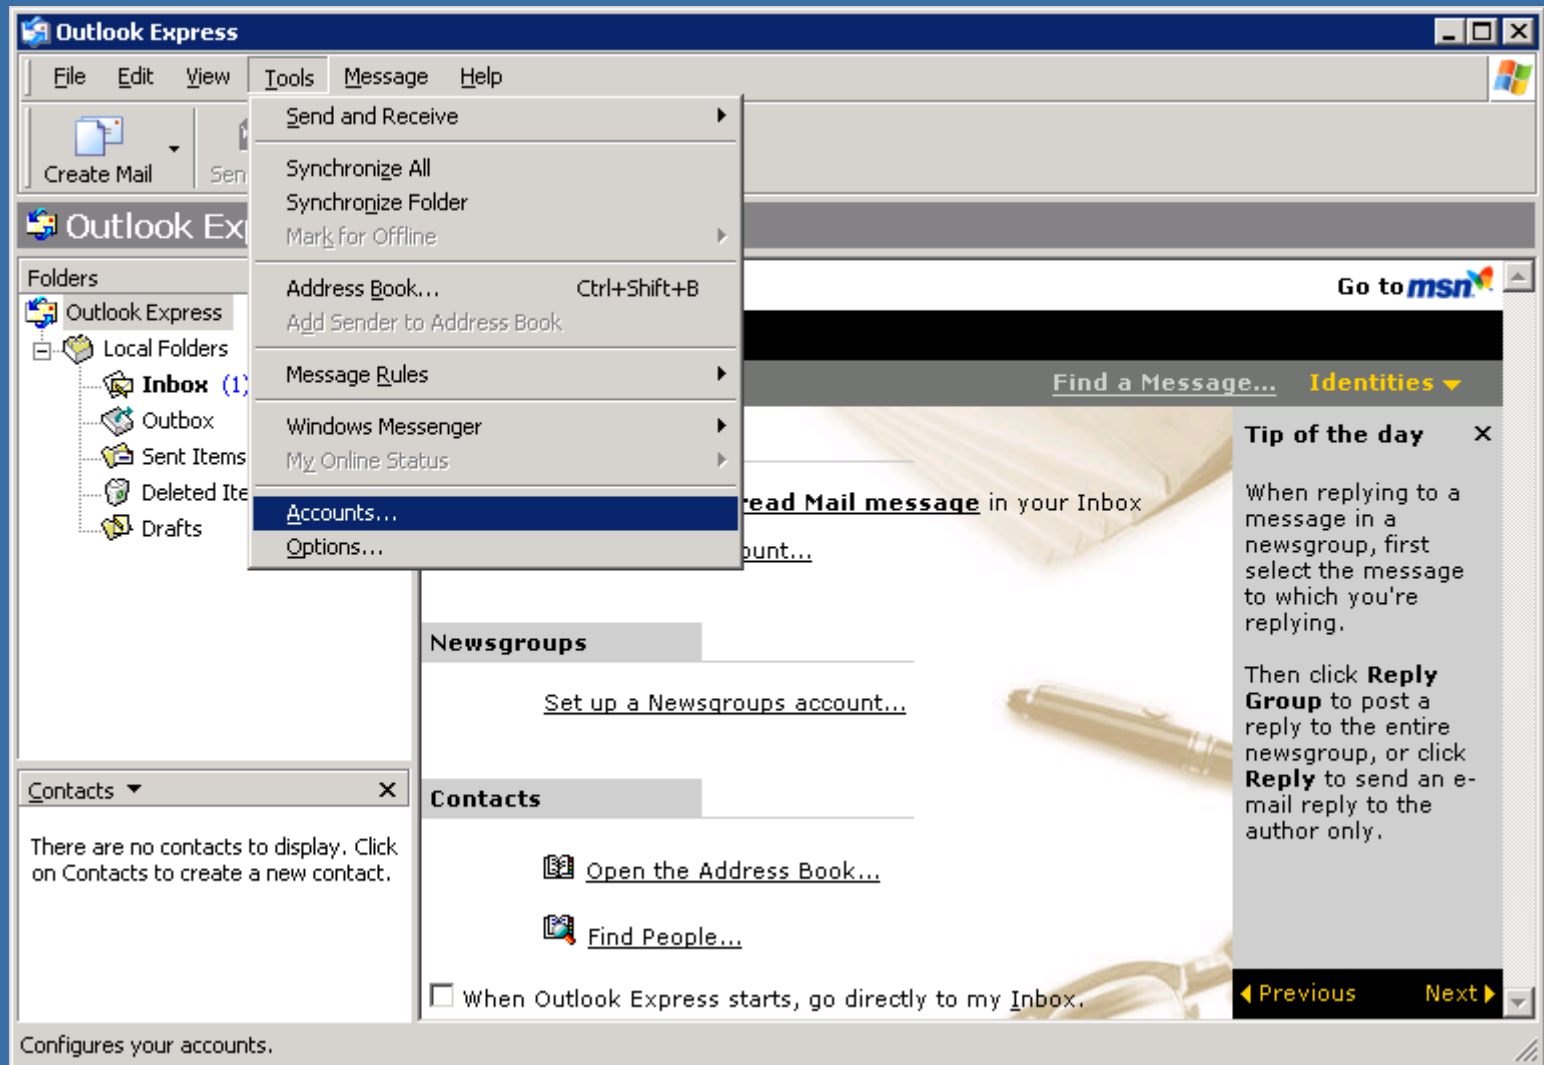 Outlook Express
File Edit View Tools Message Help
Create Mail
Send and Receive
Synchronize All
Synchronize Folder
Mark for Offline
Address Book... Ctrl+Shift+B
Add Sender to Address Book
Message Rules
Windows Messenger
My Online Status
Accounts...
Options...
Outlook
Folders
Outlook Express
Local Folders
Inbox (1)
Outbox
Sent Items
Deleted
Drafts
Contacts
There are no contacts to display. Click
on Contacts to create a new contact.
Go to msn
Find a Message... Identities
read Mail message in your Inbox
Newsgroups
Set up a Newsgroups account...
Contacts
Open the Address Book...
Find People...
When Outlook Express starts, go directly to my Inbox.
Tip of the day
When replying to a
message in a
newsgroup, first
select the message
to which you're
replying.
Then click Reply
Group to post a
reply to the entire
newsgroup, or click
Reply to send an e-
mail reply to the
author only.
Previous Next
Configures your accounts.